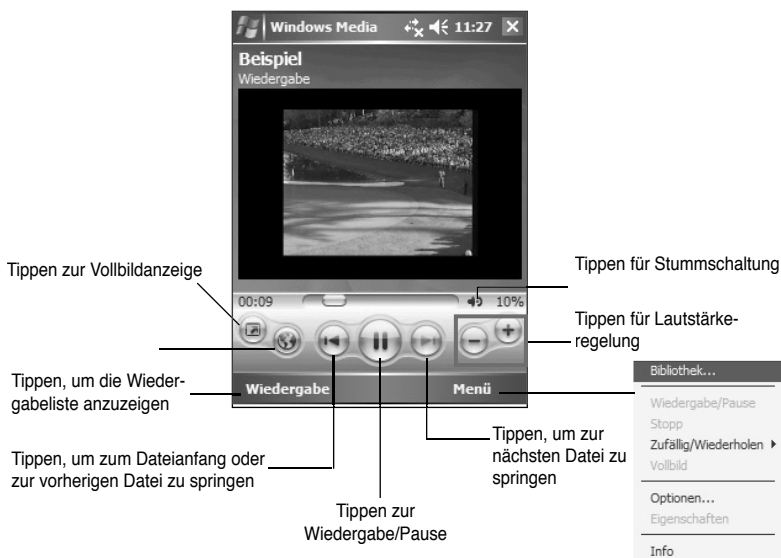 Windows Media 11:27
Beispiel
Wiedergabe
Tippen zur Vollbildanzeige
Tippen für Stummschaltung
00:09 10%
Tippen für Lautstärke-
regelung
Tippen, um die Wieder-
gabeliste anzuzeigen
Wiedergabe Menü
Bibliothek...
Wiedergabe/Pause
Stopp
Zufällig/Wiederholen
Vollbild
Optionen...
Eigenschaften
Info
Tippen, um zum Dateianfang oder
zur vorherigen Datei zu springen
Tippen, um zur
nächsten Datei zu
springen
Tippen zur
Wiedergabe/Pause